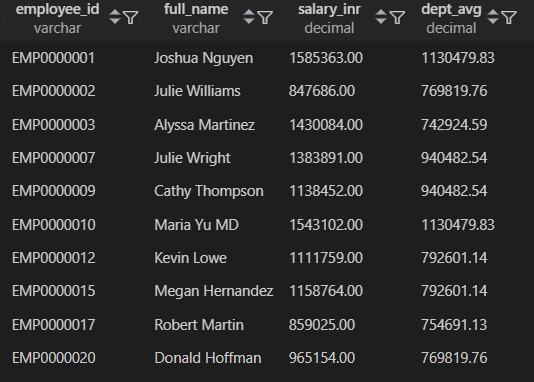 employee_id full_name salary_inr dept_avg
varchar varchar decimal decimal
EMP0000001 Joshua Nguyen 1585363.00 1130479.83
EMP0000002 Julie Williams 847686.00 769819.76
EMP0000003 Alyssa Martinez 1430084.00 742924.59
EMP0000007 Julie Wright 1383891.00 940482.54
EMP0000009 Cathy Thompson 1138452.00 940482.54
EMP0000010 Maria Yu MD 1543102.00 1130479.83
EMP0000012 Kevin Lowe 1111759.00 792601.14
EMP0000015 Megan Hernandez 1158764.00 792601.14
EMP0000017 Robert Martin 859025.00 754691.13
EMP0000020 Donald Hoffman 965154.00 769819.76